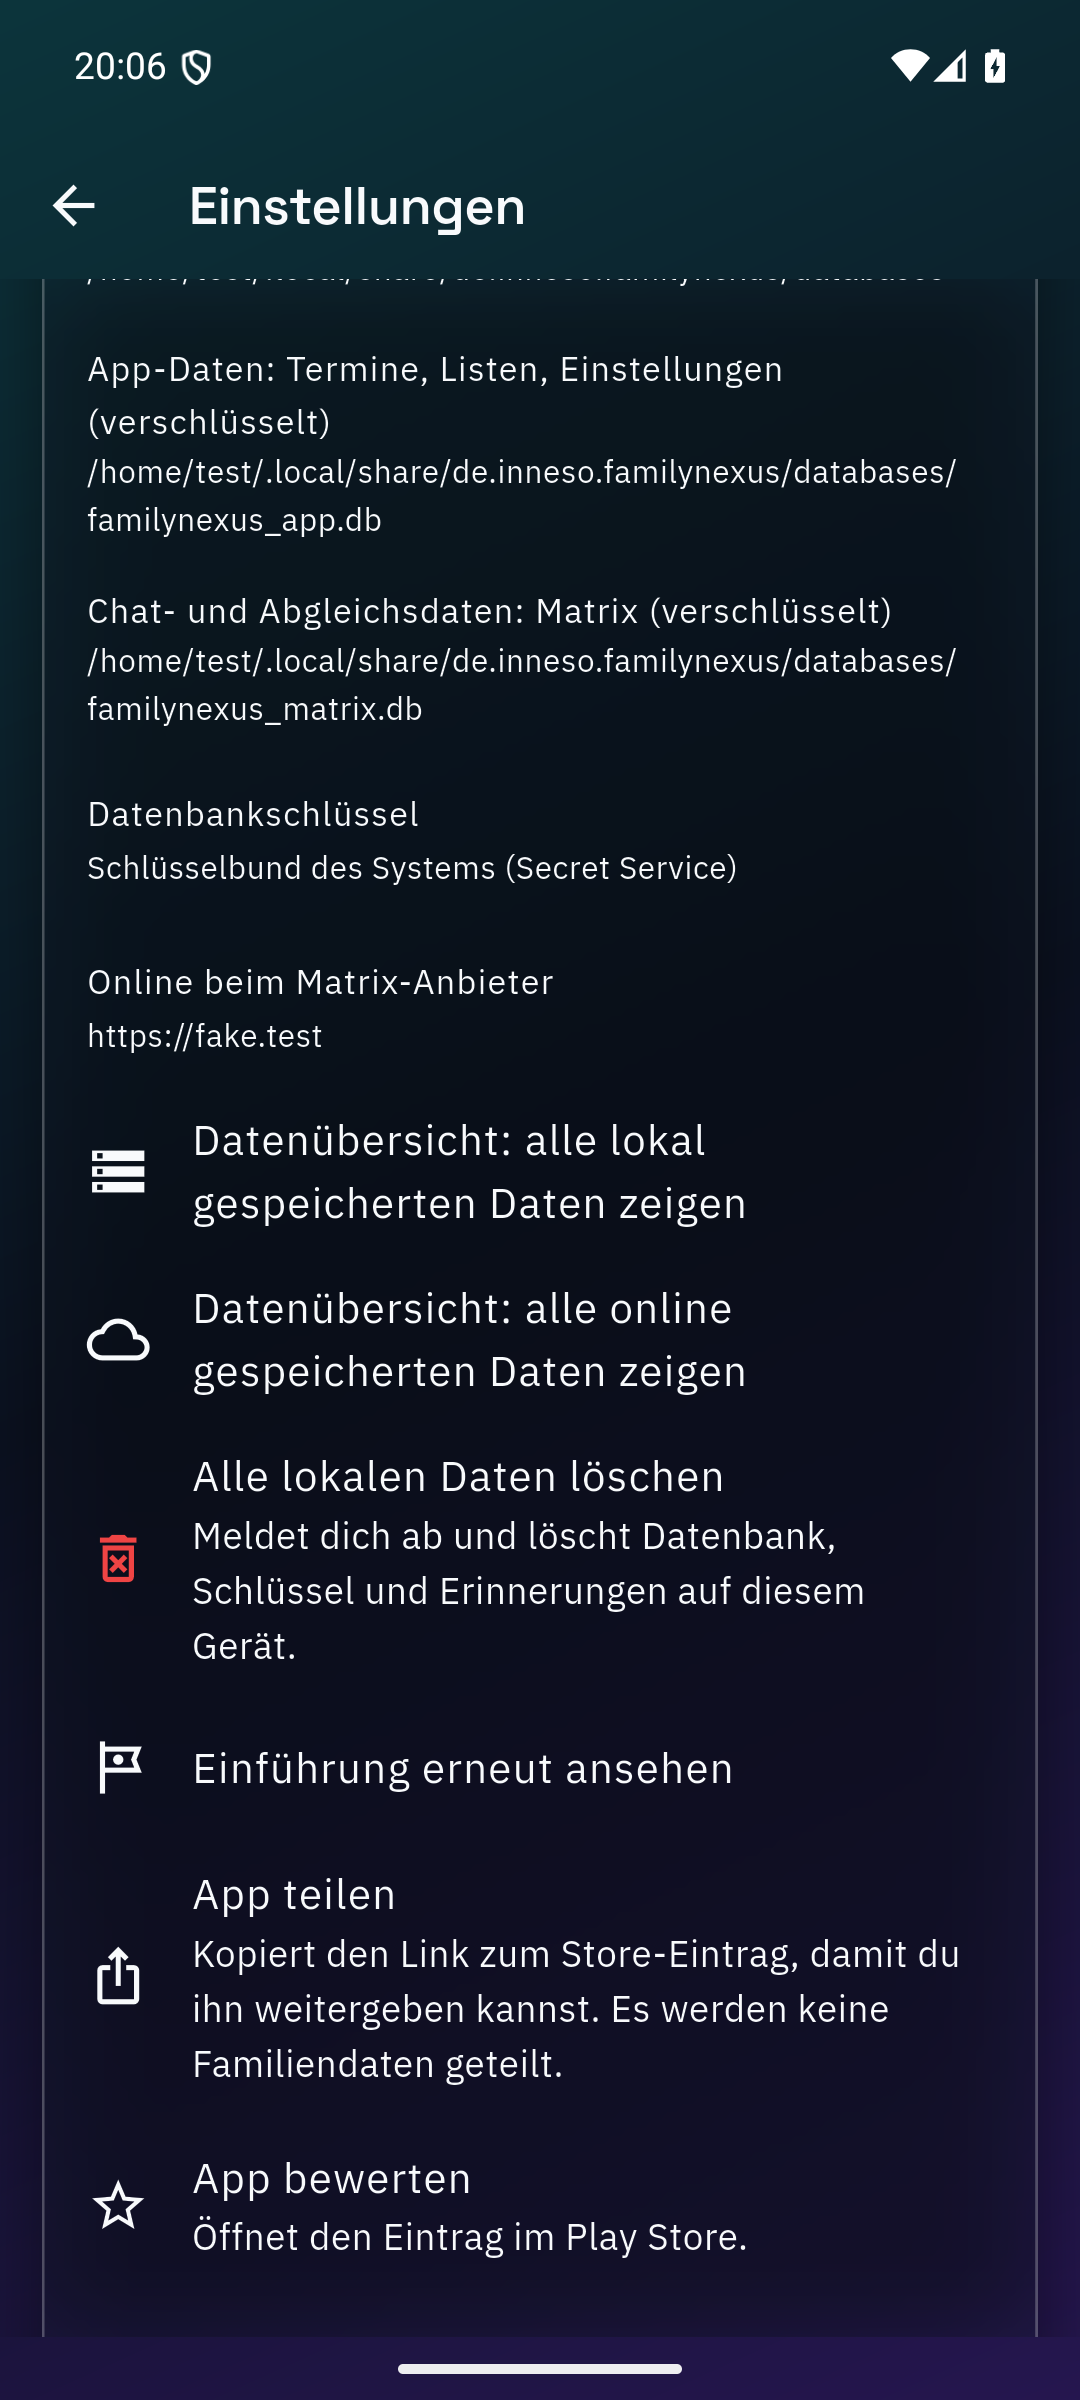 20:06
Einstellungen
App-Daten: Termine, Listen, Einstellungen
(verschlüsselt)
/home/test/.local/share/de.inneso.familynexus/databases/
familynexus_app.db
Chat- und Abgleichsdaten: Matrix (verschlüsselt)
/home/test/.local/share/de.inneso.familynexus/databases/
familynexus_matrix.db
Datenbankschlüssel
Schlüsselbund des Systems (Secret Service)
Online beim Matrix-Anbieter
https://fake.test
Datenübersicht: alle lokal
gespeicherten Daten zeigen
Datenübersicht: alle online
gespeicherten Daten zeigen
Alle lokalen Daten löschen
Meldet dich ab und löscht Datenbank,
Schlüssel und Erinnerungen auf diesem
Gerät.
Einführung erneut ansehen
App teilen
Kopiert den Link zum Store-Eintrag, damit du
ihn weitergeben kannst. Es werden keine
Familiendaten geteilt.
App bewerten
Öffnet den Eintrag im Play Store.